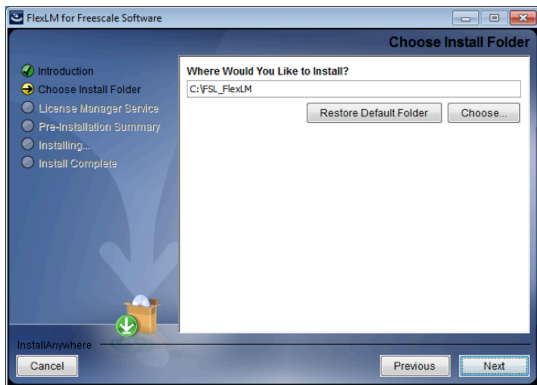 FlexLM for Freescale Software
Choose Install Folder
Introduction
Choose Install Folder
License Manager Service
Pre-Installation Summary
Installing...
Install Complete
Where Would You Like to Install?
C:\FSL_FlexLM
Restore Default Folder
Choose...
InstallAnywhere
Cancel
Previous
Next